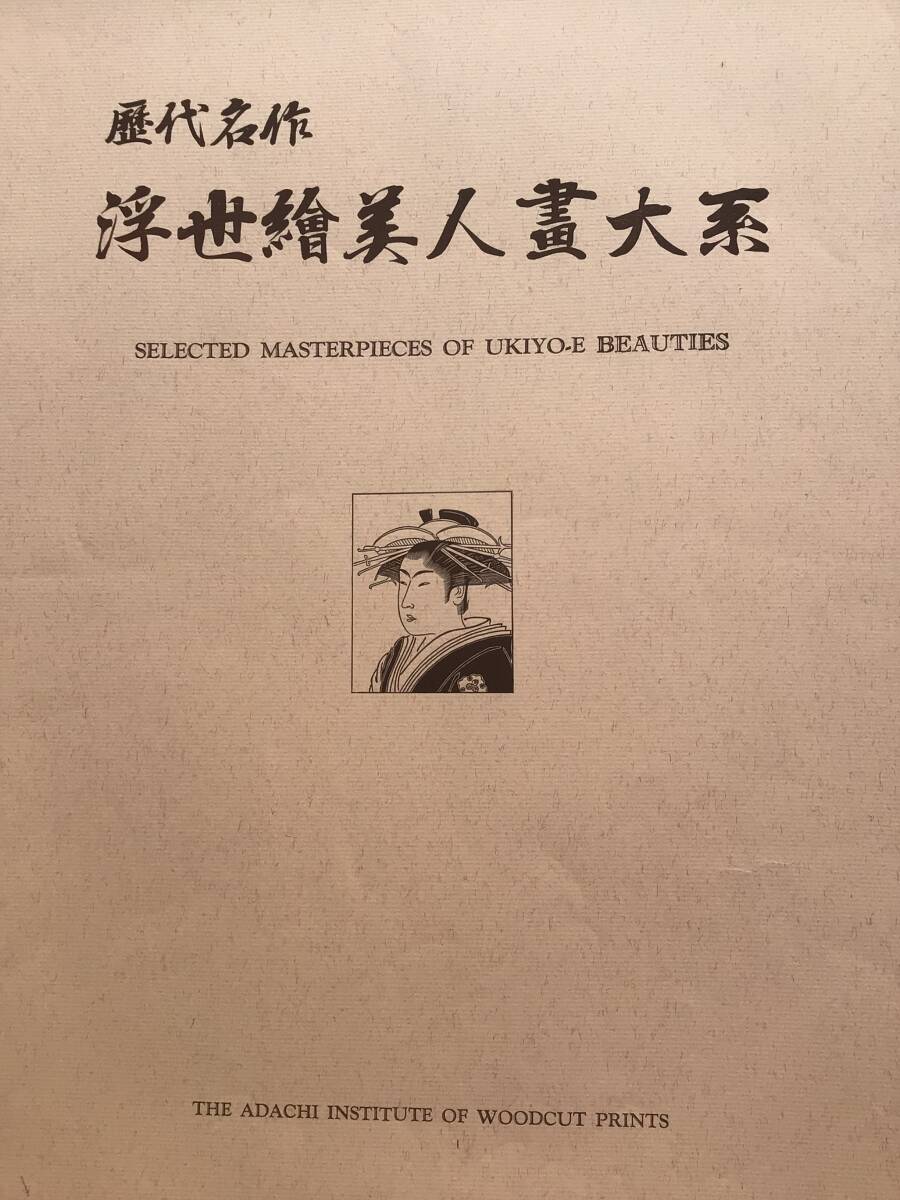 歷代名作
浮世繪美人畫大系
SELECTED MASTERPIECES OF UKIYO-E BEAUTIES
THE ADACHI INSTITUTE OF WOODCUT PRINTS